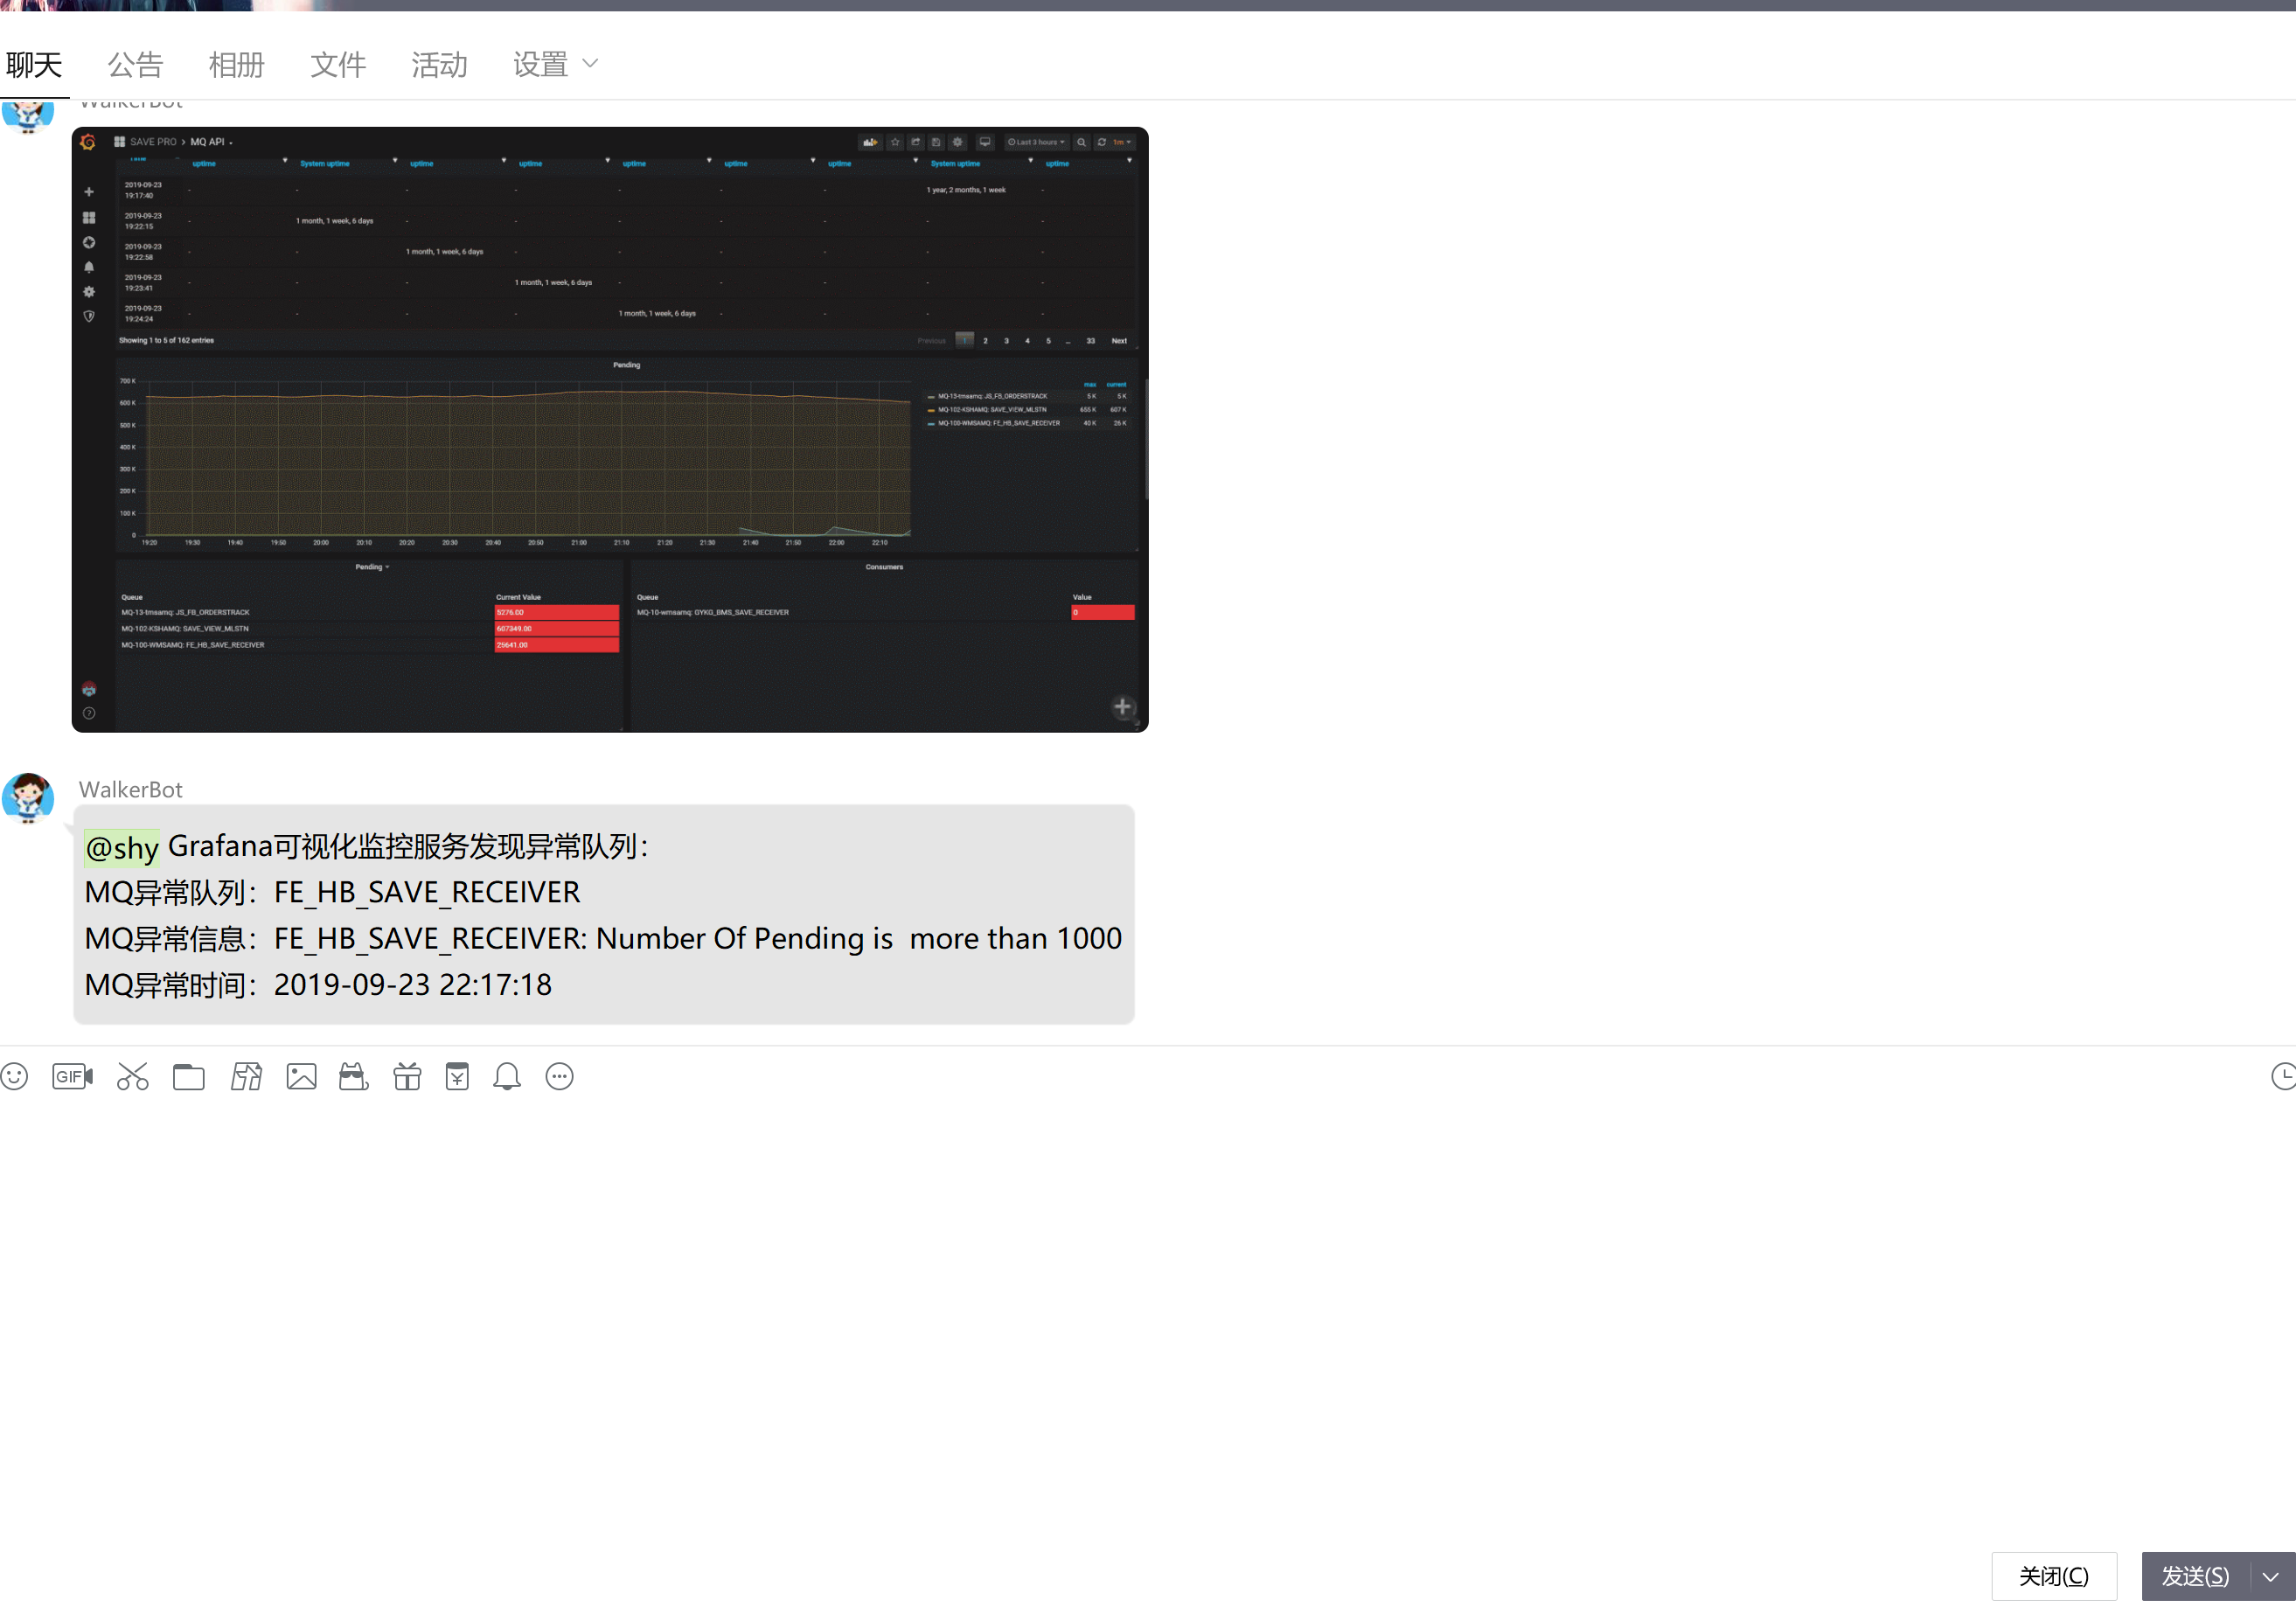 聊天 公告 相册 文件 活动 设置
WalkerBot
SAVE PRO > MQ API
Last 3 hours 1m
Time uptime System uptime uptime uptime uptime uptime uptime System uptime uptime
2019-09-23
19:17:40 - - - - - - - 1 year, 2 months, 1 week -
2019-09-23
19:22:15 - 1 month, 1 week, 6 days - - - - - - -
2019-09-23
19:22:58 - - 1 month, 1 week, 6 days - - - - - -
2019-09-23
19:23:41 - - - 1 month, 1 week, 6 days - - - - -
2019-09-23
19:24:24 - - - - 1 month, 1 week, 6 days - - - -
Showing 1 to 5 of 162 entries
Previous 1 2 3 4 5 … 33 Next
Pending
700 K
600 K
500 K
400 K
300 K
200 K
100 K
0
19:20 19:30 19:40 19:50 20:00 20:10 20:20 20:30 20:40 20:50 21:00 21:10 21:20 21:30 21:40 21:50 22:00 22:10
max current
MQ-13-tmsamq: JS_FB_ORDERSTRACK 5 K 5 K
MQ-102-KSHAMQ: SAVE_VIEW_MLSTN 655 K 607 K
MQ-100-WMSAMQ: FE_HB_SAVE_RECEIVER 40 K 26 K
Pending
Queue Current Value
MQ-13-tmsamq: JS_FB_ORDERSTRACK 5276.00
MQ-102-KSHAMQ: SAVE_VIEW_MLSTN 607349.00
MQ-100-WMSAMQ: FE_HB_SAVE_RECEIVER 25641.00
Consumers
Queue Value
MQ-10-wmsamq: GYKG_BMS_SAVE_RECEIVER 0
WalkerBot
@shy Grafana可视化监控服务发现异常队列：
MQ异常队列：FE_HB_SAVE_RECEIVER
MQ异常信息：FE_HB_SAVE_RECEIVER: Number Of Pending is  more than 1000
MQ异常时间：2019-09-23 22:17:18
GIF
关闭(C) 发送(S)